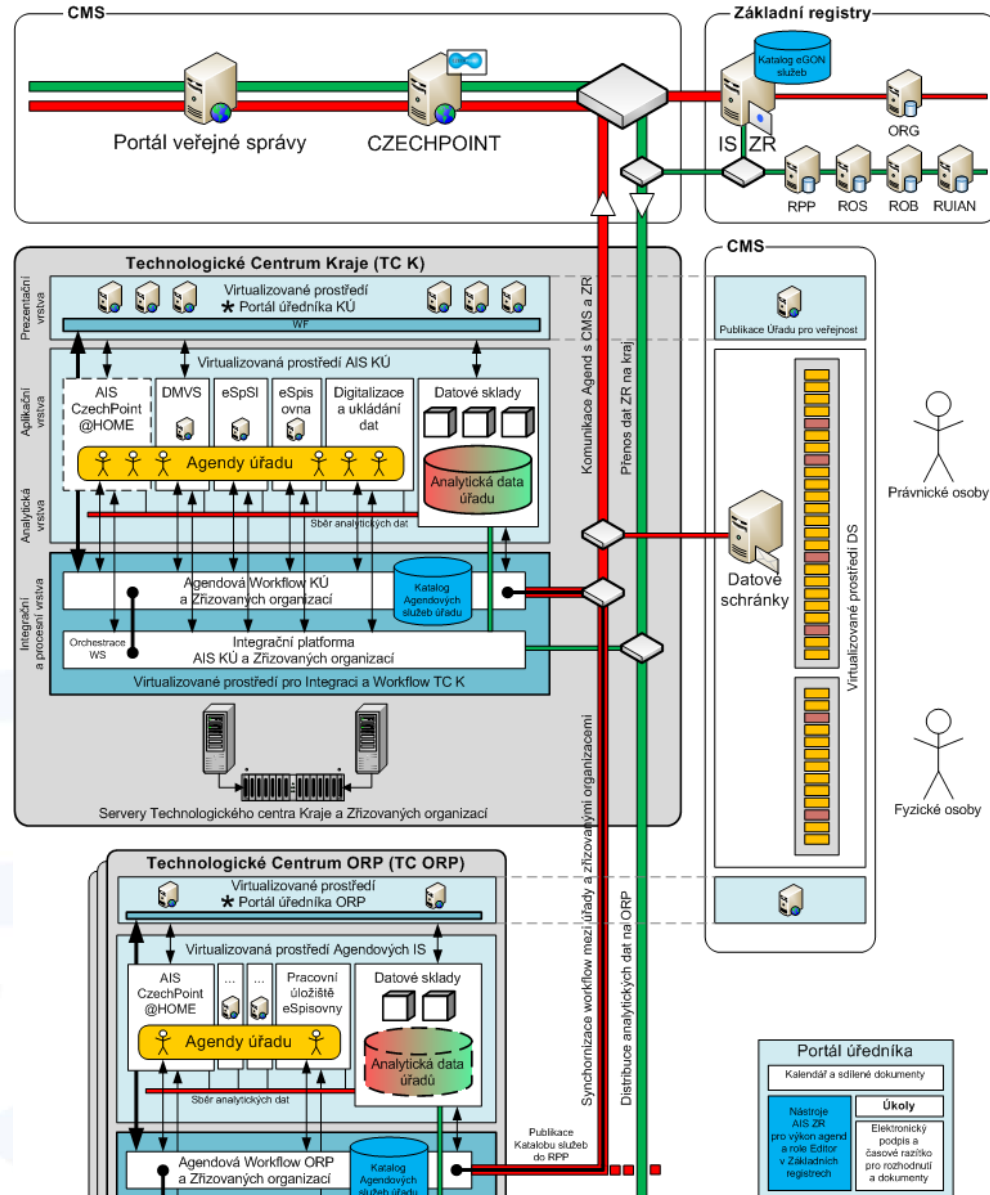 CMS
Portál veřejné správy
CZECHPOINT
Základní registry
Katalog eGON
služeb
IS ZR
ORG
RPP
ROS
ROB
RUIAN
Technologické Centrum Kraje (TC K)
Prezentační
vrstva
Virtualizované prostředí
* Portál úředníka KÚ
WF
Aplikační
vrstva
Virtualizovaná prostředí AIS KÚ
AIS
CzechPoint
@HOME
DMVS
eSpSl
eSpis
ovna
Digitalizace
a ukládání
dat
Datové sklady
Agendy úřadu
Analytická data
úřadu
Analytická
vrstva
Sběr analytických dat
Integrační
a procesní vrstva
Agendová Workflow KÚ
a Zřizovaných organizací
Katalog
Agendových
služeb úřadu
Orchestrace
WS
Integrační platforma
AIS KÚ a Zřizovaných organizací
Virtualizované prostředí pro Integraci a Workflow TC K
Servery Technologického centra Kraje a Zřizovaných organizací
Komunikace Agend s CMS a ZR
Přenos dat ZR na kraj
Synchornizace workflow mezi úřady a zřizovanými organizacemi
Distribuce analytických dat na ORP
CMS
Publikace Úřadu pro veřejnost
Datové
schránky
Virtualizované prostředí DS
Právnické osoby
Fyzické osoby
Technologické Centrum ORP (TC ORP)
Virtualizované prostředí
* Portál úředníka ORP
Virtualizovaná prostředí Agendových IS
AIS
CzechPoint
@HOME
...
...
Pracovní
úložiště
eSpisovny
Datové sklady
Agendy úřadu
Analytická data
úřadů
Sběr analytických dat
Agendová Workflow ORP
a Zřizovaných organizací
Katalog
Agendových
služeb úřadu
Publikace
Katalobu služeb
do RPP
Portál úředníka
Kalendář a sdílené dokumenty
Nástroje
AIS ZR
pro výkon agend
a role Editor
v Základních
registrech
Úkoly
Elektronický
podpis a
časové razítko
pro rozhodnutí
a dokumenty